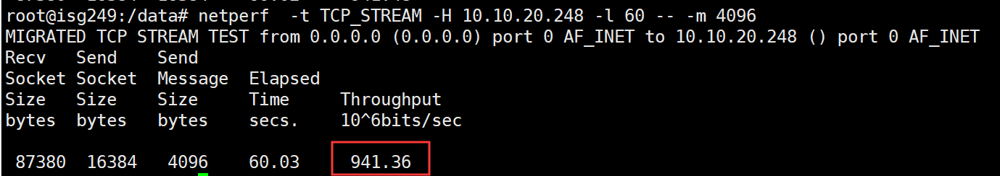 root@isg249:/data# netperf  -t TCP_STREAM -H 10.10.20.248 -l 60 -- -m 4096
MIGRATED TCP STREAM TEST from 0.0.0.0 (0.0.0.0) port 0 AF_INET to 10.10.20.248 () port 0 AF_INET
Recv   Send    Send
Socket Socket  Message  Elapsed
Size   Size    Size     Time     Throughput
bytes  bytes   bytes    secs.    10^6bits/sec
87380  16384   4096    60.03     941.36